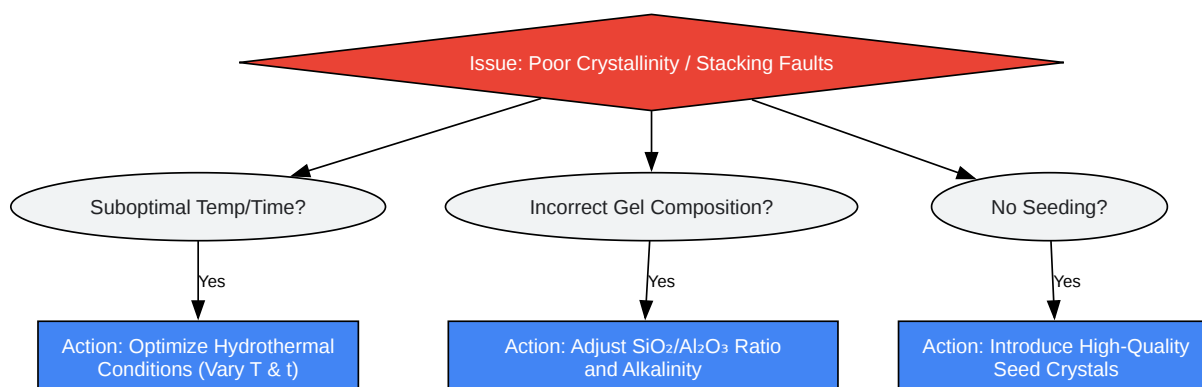 Issue: Poor Crystallinity / Stacking Faults
Suboptimal Temp/Time?
Incorrect Gel Composition?
No Seeding?
Yes
Yes
Yes
Action: Optimize Hydrothermal
Conditions (Vary T & t)
Action: Adjust SiO₂/Al₂O₃ Ratio
and Alkalinity
Action: Introduce High-Quality
Seed Crystals